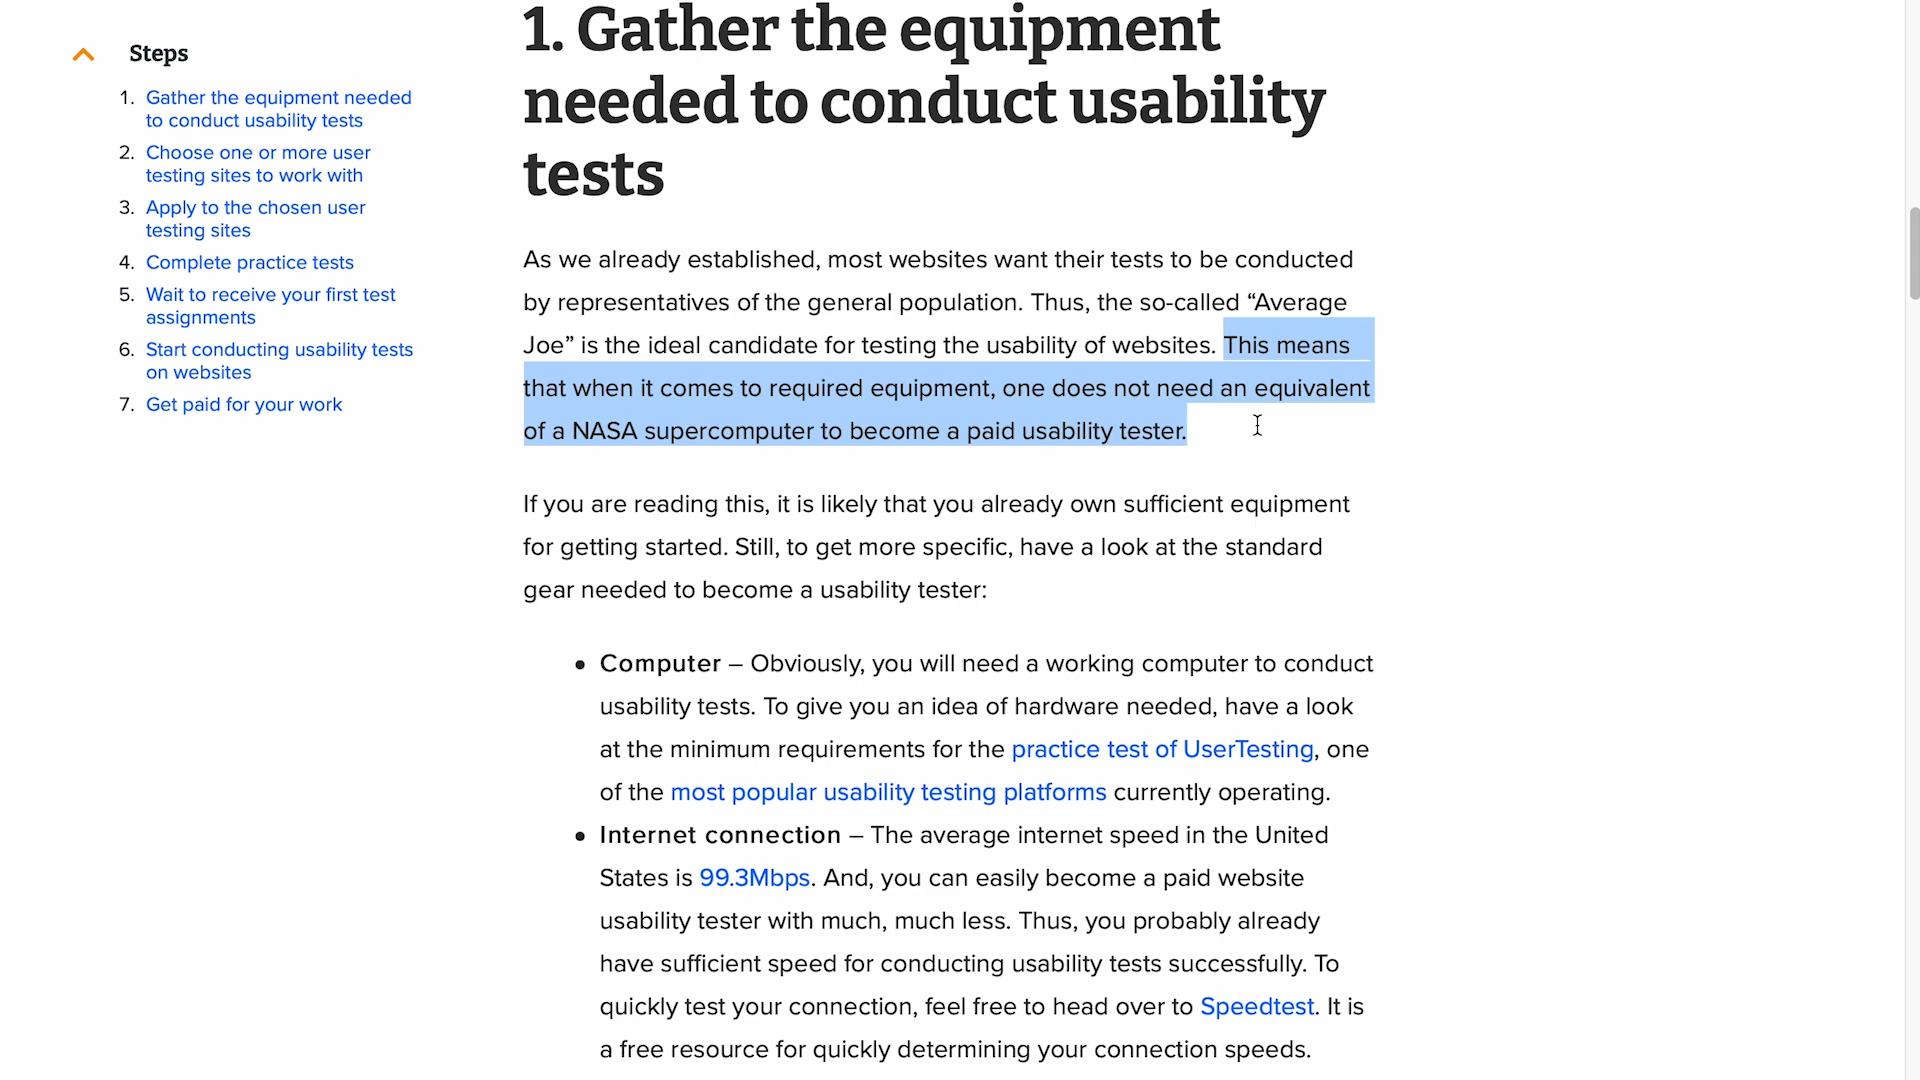 Steps
1. Gather the equipment needed
to conduct usability tests
2. Choose one or more user
testing sites to work with
3. Apply to the chosen user
testing sites
4. Complete practice tests
5. Wait to receive your first test
assignments
6. Start conducting usability tests
on websites
7. Get paid for your work
1. Gather the equipment
needed to conduct usability
tests
As we already established, most websites want their tests to be conducted
by representatives of the general population. Thus, the so-called “Average
Joe” is the ideal candidate for testing the usability of websites. This means
that when it comes to required equipment, one does not need an equivalent
of a NASA supercomputer to become a paid usability tester.
If you are reading this, it is likely that you already own sufficient equipment
for getting started. Still, to get more specific, have a look at the standard
gear needed to become a usability tester:
• Computer – Obviously, you will need a working computer to conduct
usability tests. To give you an idea of hardware needed, have a look
at the minimum requirements for the practice test of UserTesting, one
of the most popular usability testing platforms currently operating.
• Internet connection – The average internet speed in the United
States is 99.3Mbps. And, you can easily become a paid website
usability tester with much, much less. Thus, you probably already
have sufficient speed for conducting usability tests successfully. To
quickly test your connection, feel free to head over to Speedtest. It is
a free resource for quickly determining your connection speeds.